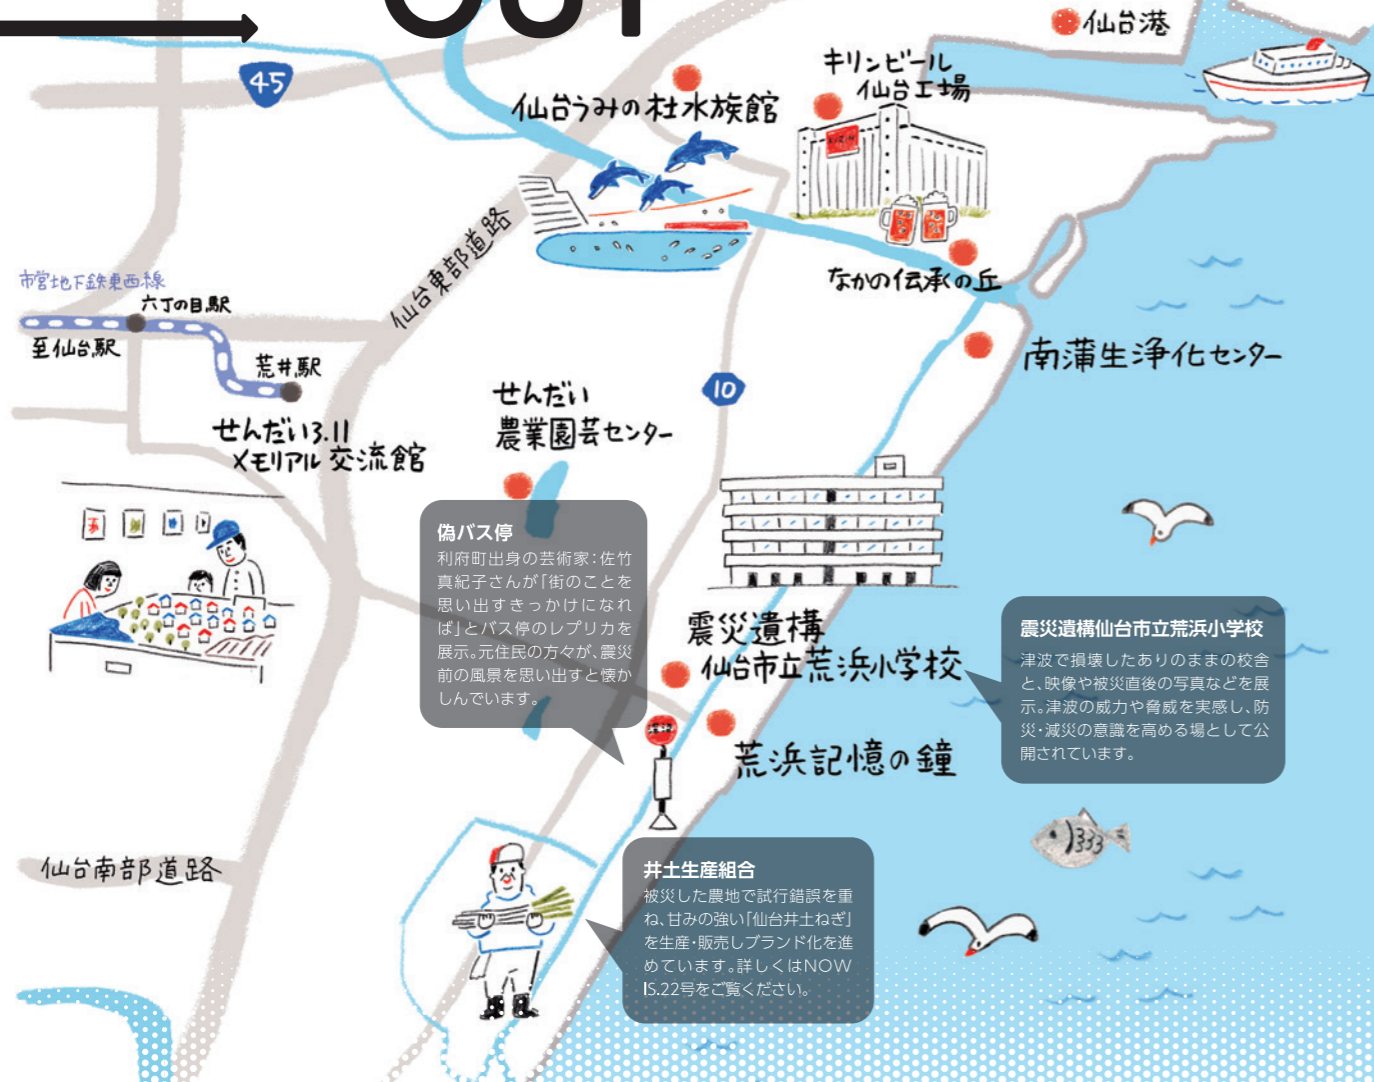 OUT
仙台港
45
キリンビール
仙台工場
仙台うみの杜水族館
KIRIN
仙台東部道路
なかの伝承の丘
市営地下鉄東西線
六丁の目駅
至仙台駅
荒井駅
南蒲生浄化センター
10
せんだい
農業園芸センター
せんだい3.11
メモリアル交流館
偽バス停
利府町出身の芸術家：佐竹
真紀子さんが「街のことを
思い出すきっかけになれ
ば」とバス停のレプリカを
展示。元住民の方々が、震災
前の風景を思い出すと懐か
しんでいます。
震災遺構
仙台市立荒浜小学校
震災遺構仙台市立荒浜小学校
津波で損壊したありのままの校舎
と、映像や被災直後の写真などを展
示。津波の威力や脅威を実感し、防
災・減災の意識を高める場として公
開されています。
荒浜記憶の鐘
仙台南部道路
井土生産組合
被災した農地で試行錯誤を重
ね、甘みの強い「仙台井土ねぎ」
を生産・販売しブランド化を進
めています。詳しくはNOW
IS.22号をご覧ください。